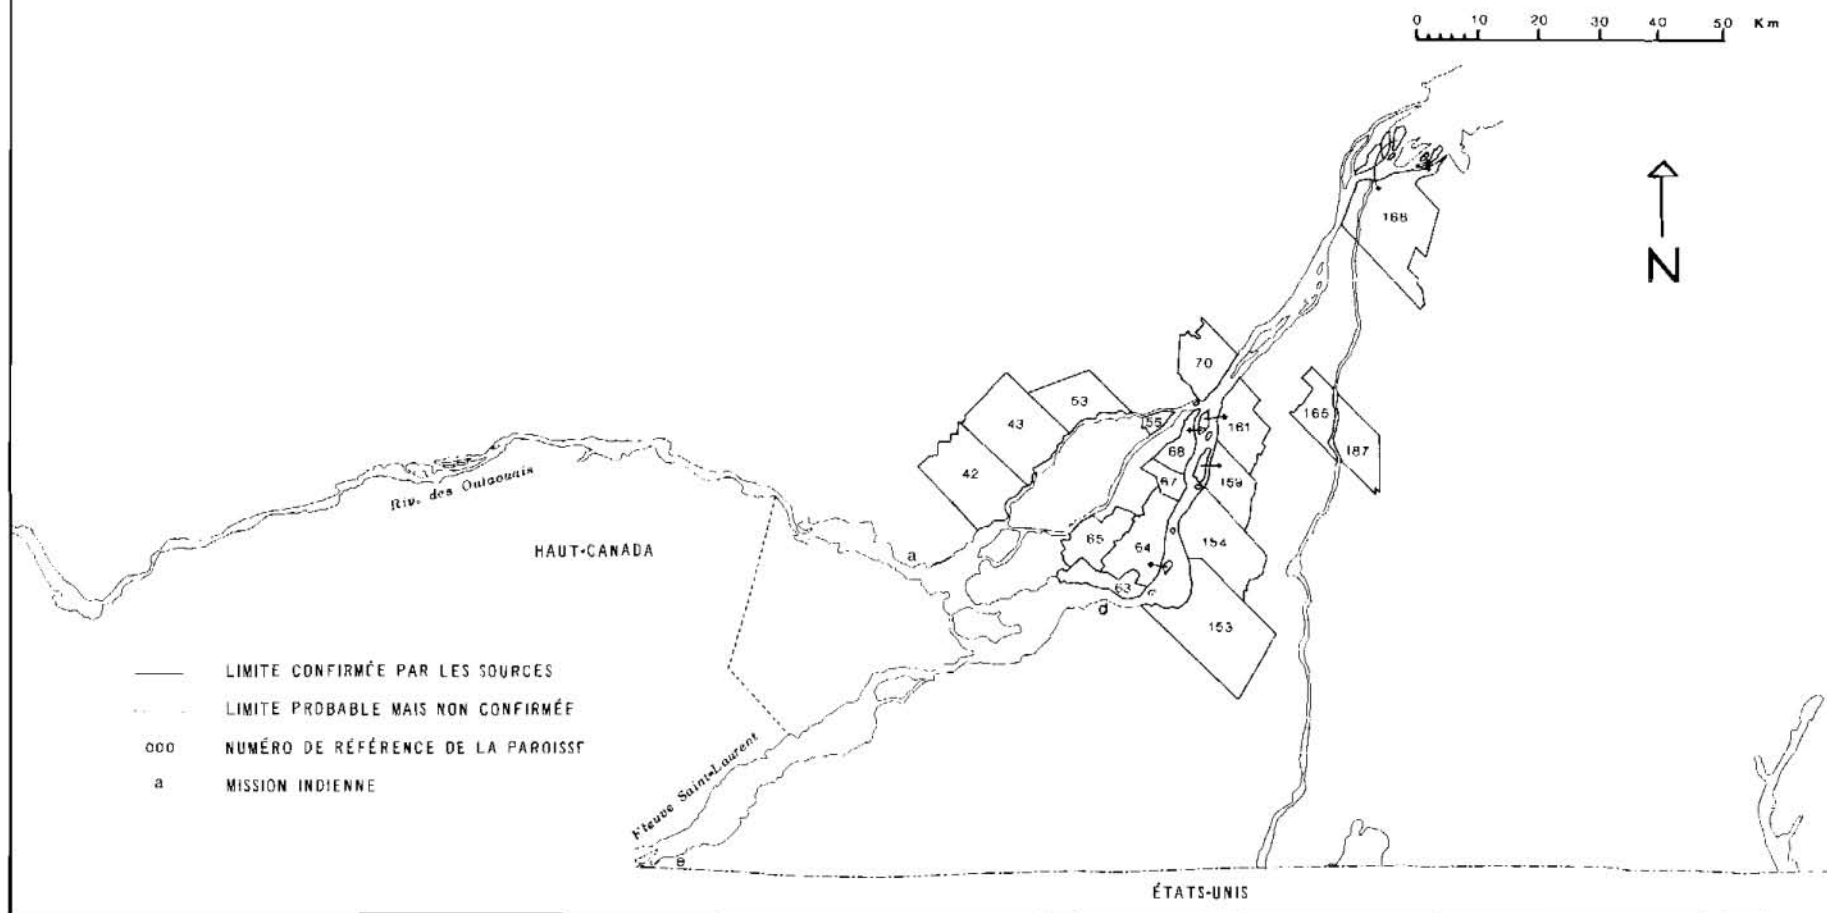 0 10 20 30 40 50 Km
168
N
70
53
43
55
161
165
68
187
42
67
159
Riv. des Outaouais
65
64
154
HAUT-CANADA
a
63
d
153
LIMITE CONFIRMÉE PAR LES SOURCES
LIMITE PROBABLE MAIS NON CONFIRMÉE
000 NUMÉRO DE RÉFÉRENCE DE LA PAROISSE
a MISSION INDIENNE
Fleuve Saint-Laurent
e
ÉTATS-UNIS